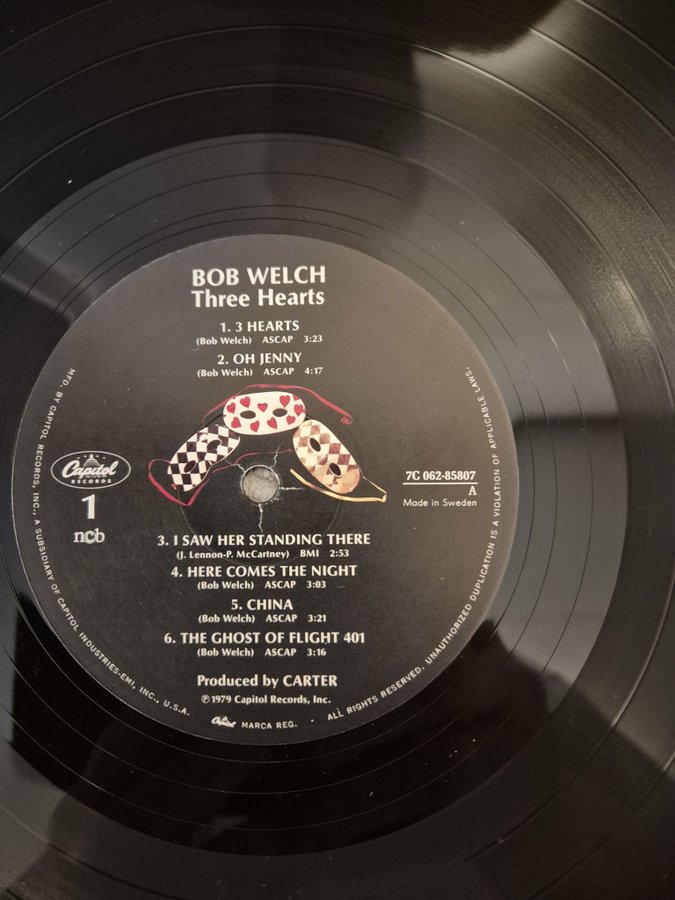 BOB WELCH
Three Hearts
1. 3 HEARTS
(Bob Welch) ASCAP 3:23
2. OH JENNY
(Bob Welch) ASCAP 4:17
Capitol
RECORDS
1
ncb
7C 062-85807
A
Made in Sweden
3. I SAW HER STANDING THERE
(J. Lennon-P. McCartney) BMI 2:53
4. HERE COMES THE NIGHT
(Bob Welch) ASCAP 3:03
5. CHINA
(Bob Welch) ASCAP 3:21
6. THE GHOST OF FLIGHT 401
(Bob Welch) ASCAP 3:16
Produced by CARTER
℗ 1979 Capitol Records, Inc.
MFD. BY CAPITOL RECORDS, INC., A SUBSIDIARY OF CAPITOL INDUSTRIES-EMI, INC., U.S.A. Capitol MARCA REG. · ALL RIGHTS RESERVED. UNAUTHORIZED DUPLICATION IS A VIOLATION OF APPLICABLE LAWS.